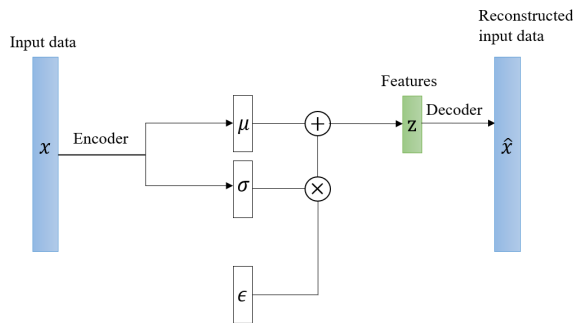 Input data
Reconstructed
input data
Features
Encoder
Decoder
x
μ
+
z
x̂
σ
×
ϵ